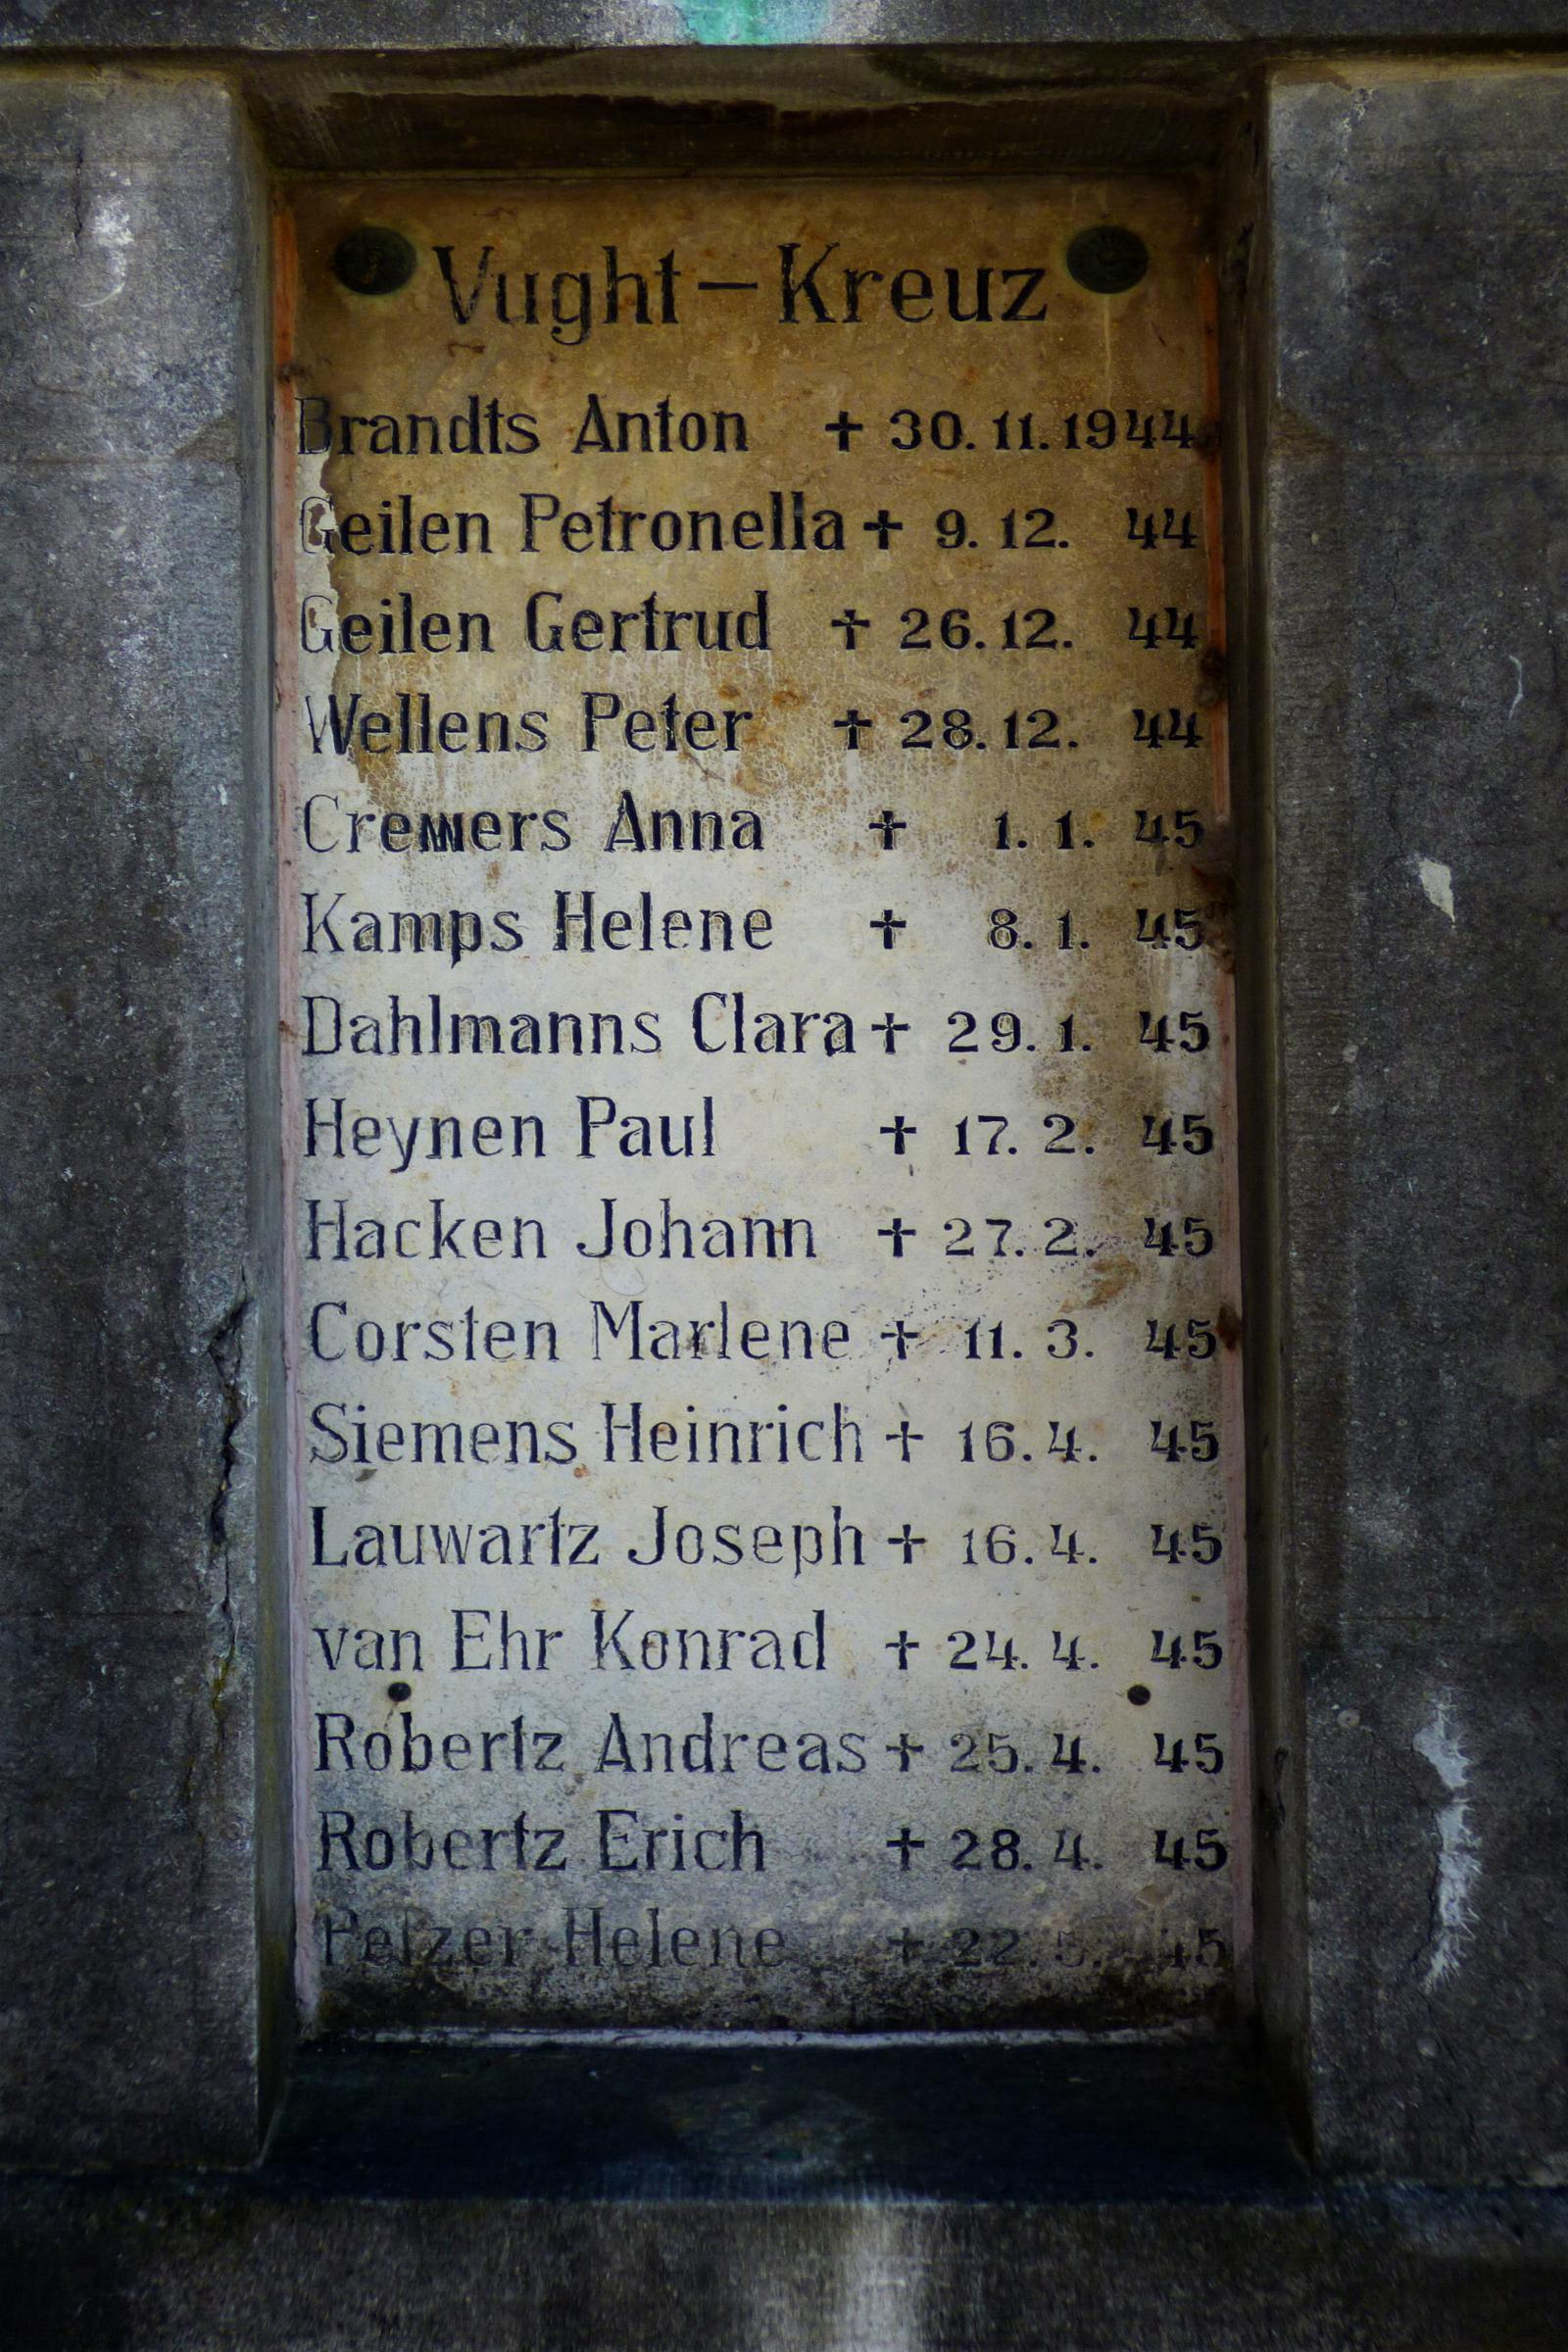 Vught – Kreuz
Brandts Anton + 30. 11. 1944
Geilen Petronella + 9. 12. 44
Geilen Gertrud + 26. 12. 44
Wellens Peter + 28. 12. 44
Cremers Anna + 1. 1. 45
Kamps Helene + 8. 1. 45
Dahlmanns Clara + 29. 1. 45
Heynen Paul + 17. 2. 45
Hacken Johann + 27. 2. 45
Corsten Marlene + 11. 3. 45
Siemens Heinrich + 16. 4. 45
Lauwartz Joseph + 16. 4. 45
van Ehr Konrad + 24. 4. 45
Robertz Andreas + 25. 4. 45
Robertz Erich + 28. 4. 45
Pelzer Helene + 22. 5. 45